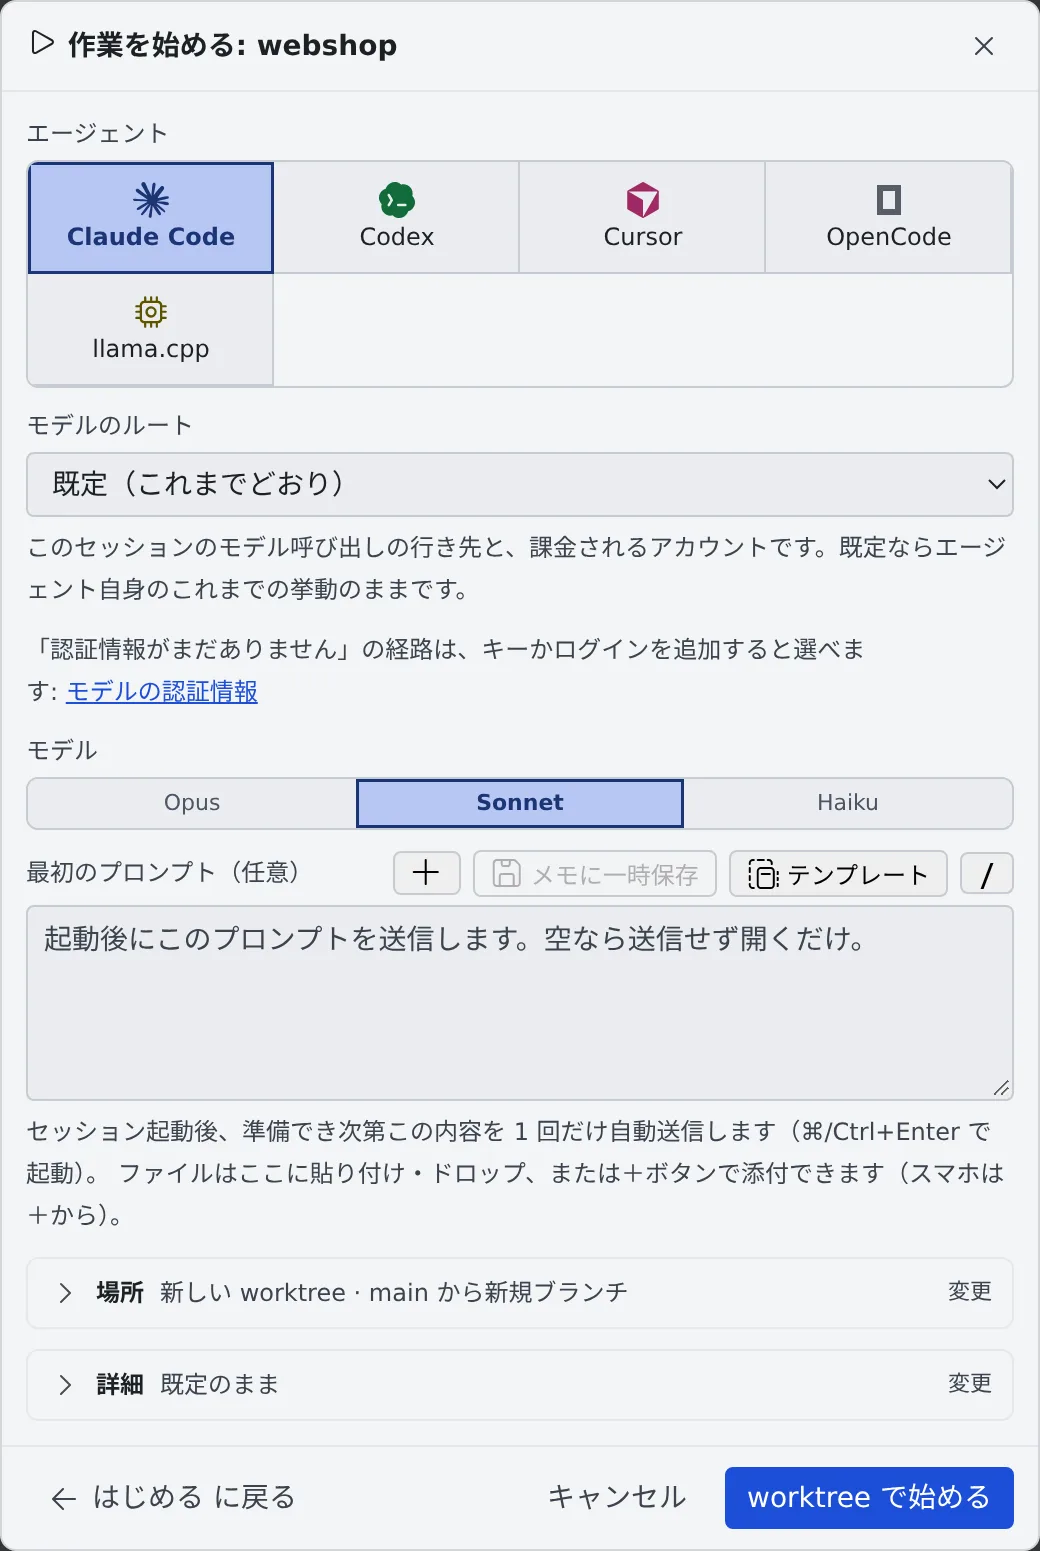 作業を始める: webshop
エージェント
Claude Code
Codex
Cursor
OpenCode
llama.cpp
モデルのルート
既定（これまでどおり）
このセッションのモデル呼び出しの行き先と、課金されるアカウントです。既定ならエージ
ェント自身のこれまでの挙動のままです。
「認証情報がまだありません」の経路は、キーかログインを追加すると選べま
す: モデルの認証情報
モデル
Opus
Sonnet
Haiku
最初のプロンプト（任意）
＋
メモに一時保存
テンプレート
/
起動後にこのプロンプトを送信します。空なら送信せず開くだけ。
セッション起動後、準備でき次第この内容を 1 回だけ自動送信します（⌘/Ctrl+Enter で
起動）。 ファイルはここに貼り付け・ドロップ、または＋ボタンで添付できます（スマホは
＋から）。
場所 新しい worktree · main から新規ブランチ 変更
詳細 既定のまま 変更
← はじめる に戻る
キャンセル
worktree で始める